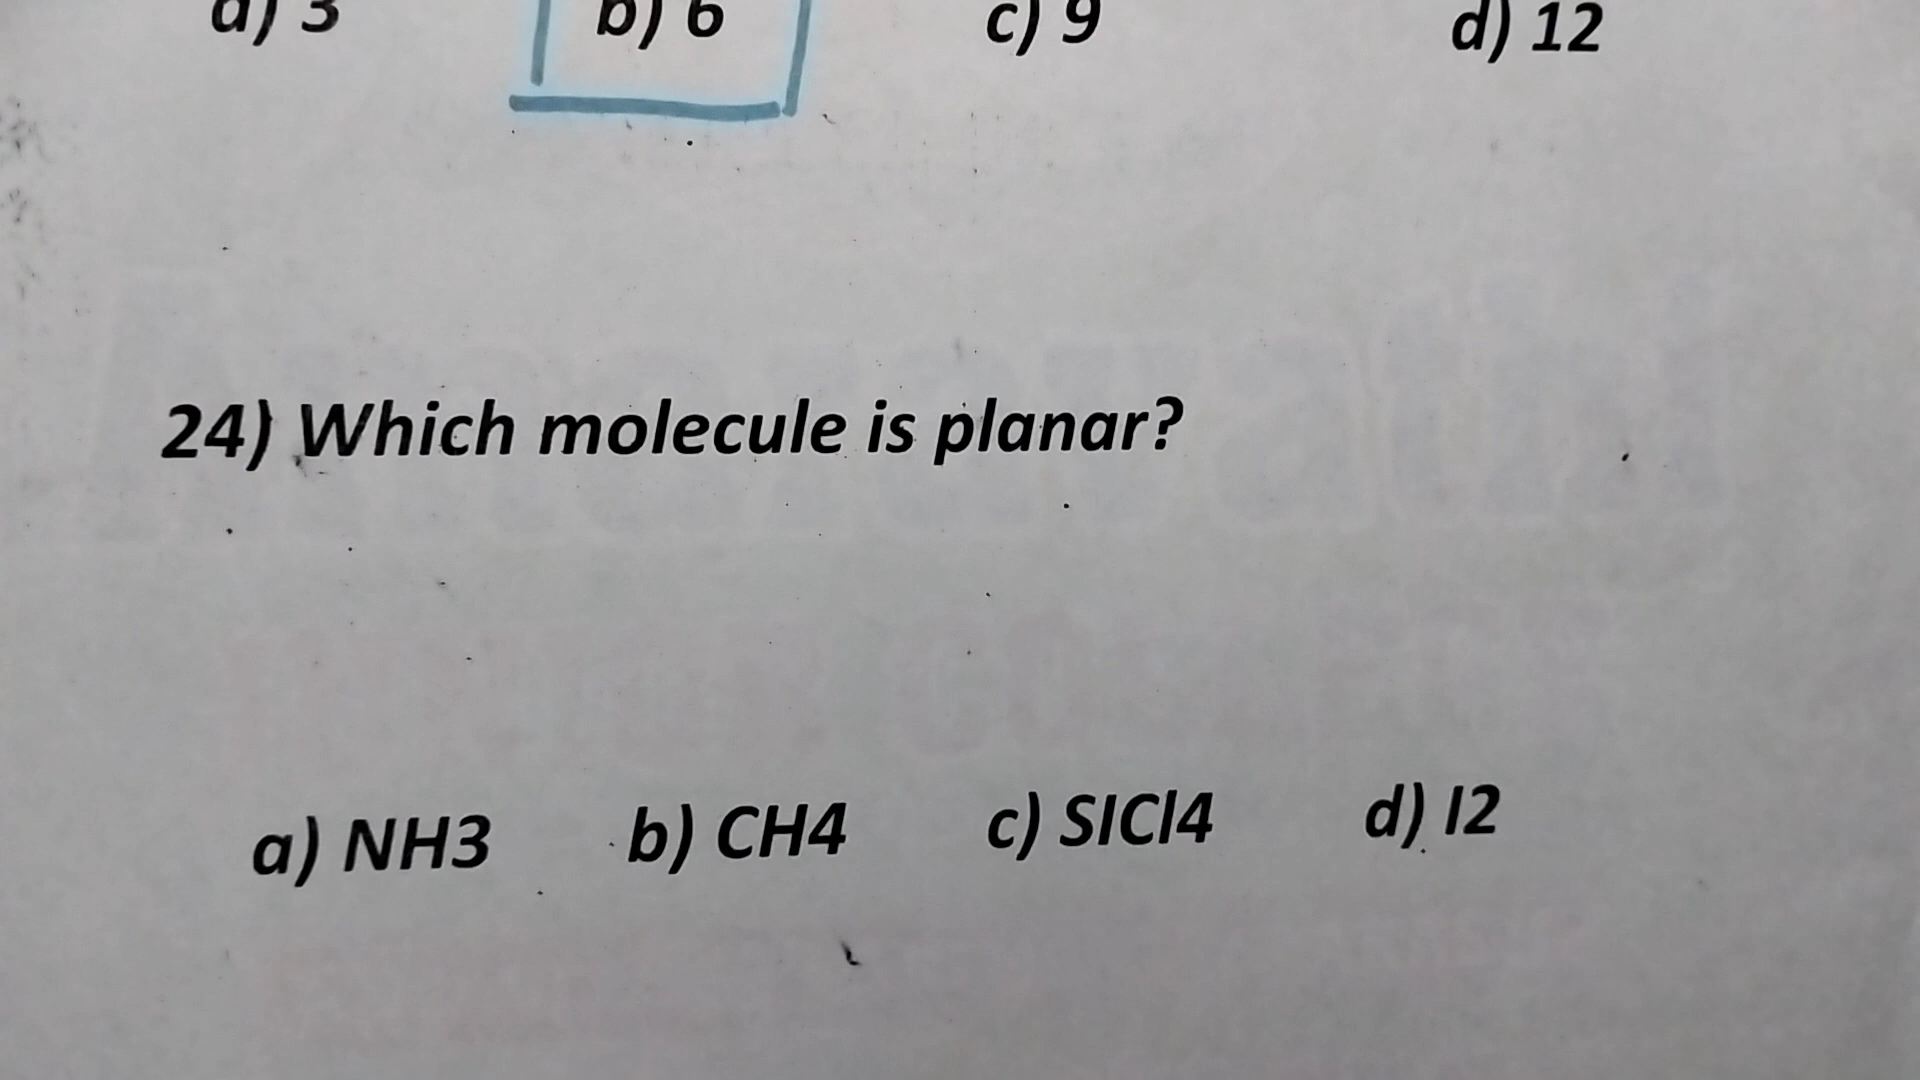 a) 3 b) 6 c) 9 d) 12
24) Which molecule is planar?
a) NH3 b) CH4 c) SICl4 d) I2